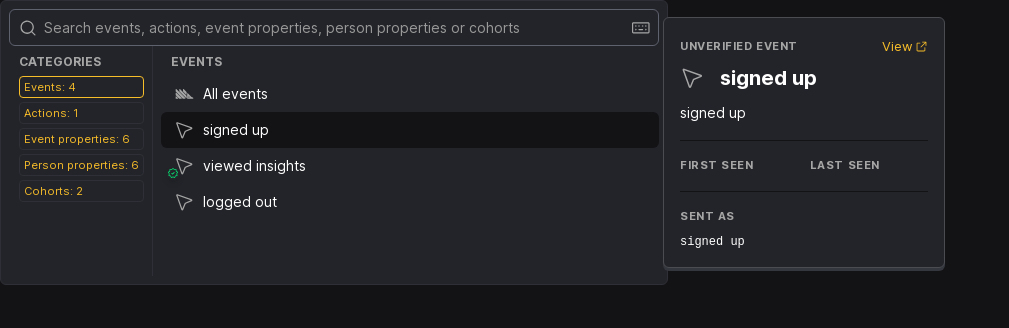 Search events, actions, event properties, person properties or cohorts
CATEGORIES
Events: 4
Actions: 1
Event properties: 6
Person properties: 6
Cohorts: 2
EVENTS
All events
signed up
viewed insights
logged out
UNVERIFIED EVENT View
signed up
signed up
FIRST SEEN LAST SEEN
SENT AS
signed up